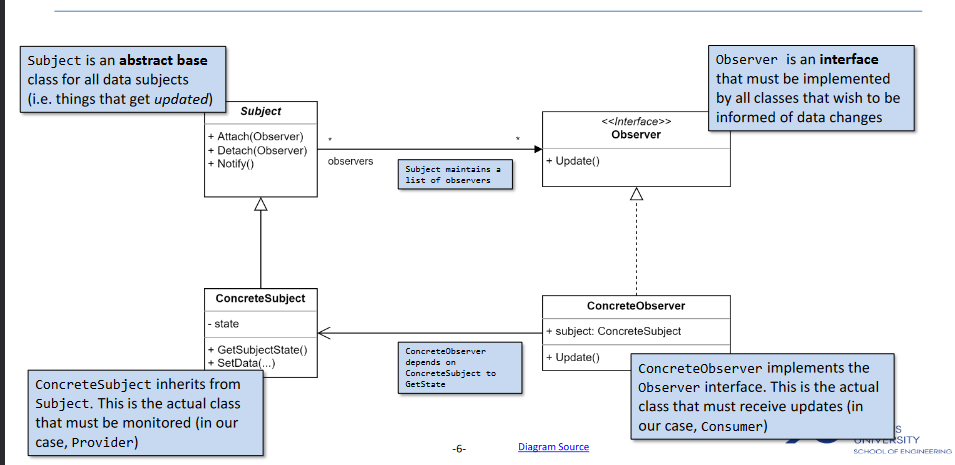 Subject is an abstract base
class for all data subjects
(i.e. things that get updated)
Observer is an interface
that must be implemented
by all classes that wish to be
informed of data changes
Subject
+ Attach(Observer)
+ Detach(Observer)
+ Notify()
* *
observers
Subject maintains a
list of observers
<<Interface>>
Observer
+ Update()
ConcreteSubject
- state
+ GetSubjectState()
+ SetData(...)
ConcreteObserver
depends on
ConcreteSubject to
GetState
ConcreteObserver
+ subject: ConcreteSubject
+ Update()
ConcreteSubject inherits from
Subject. This is the actual class
that must be monitored (in our
case, Provider)
ConcreteObserver implements the
Observer interface. This is the actual
class that must receive updates (in
our case, Consumer)
-6-
Diagram Source
SCHOOL OF ENGINEERING